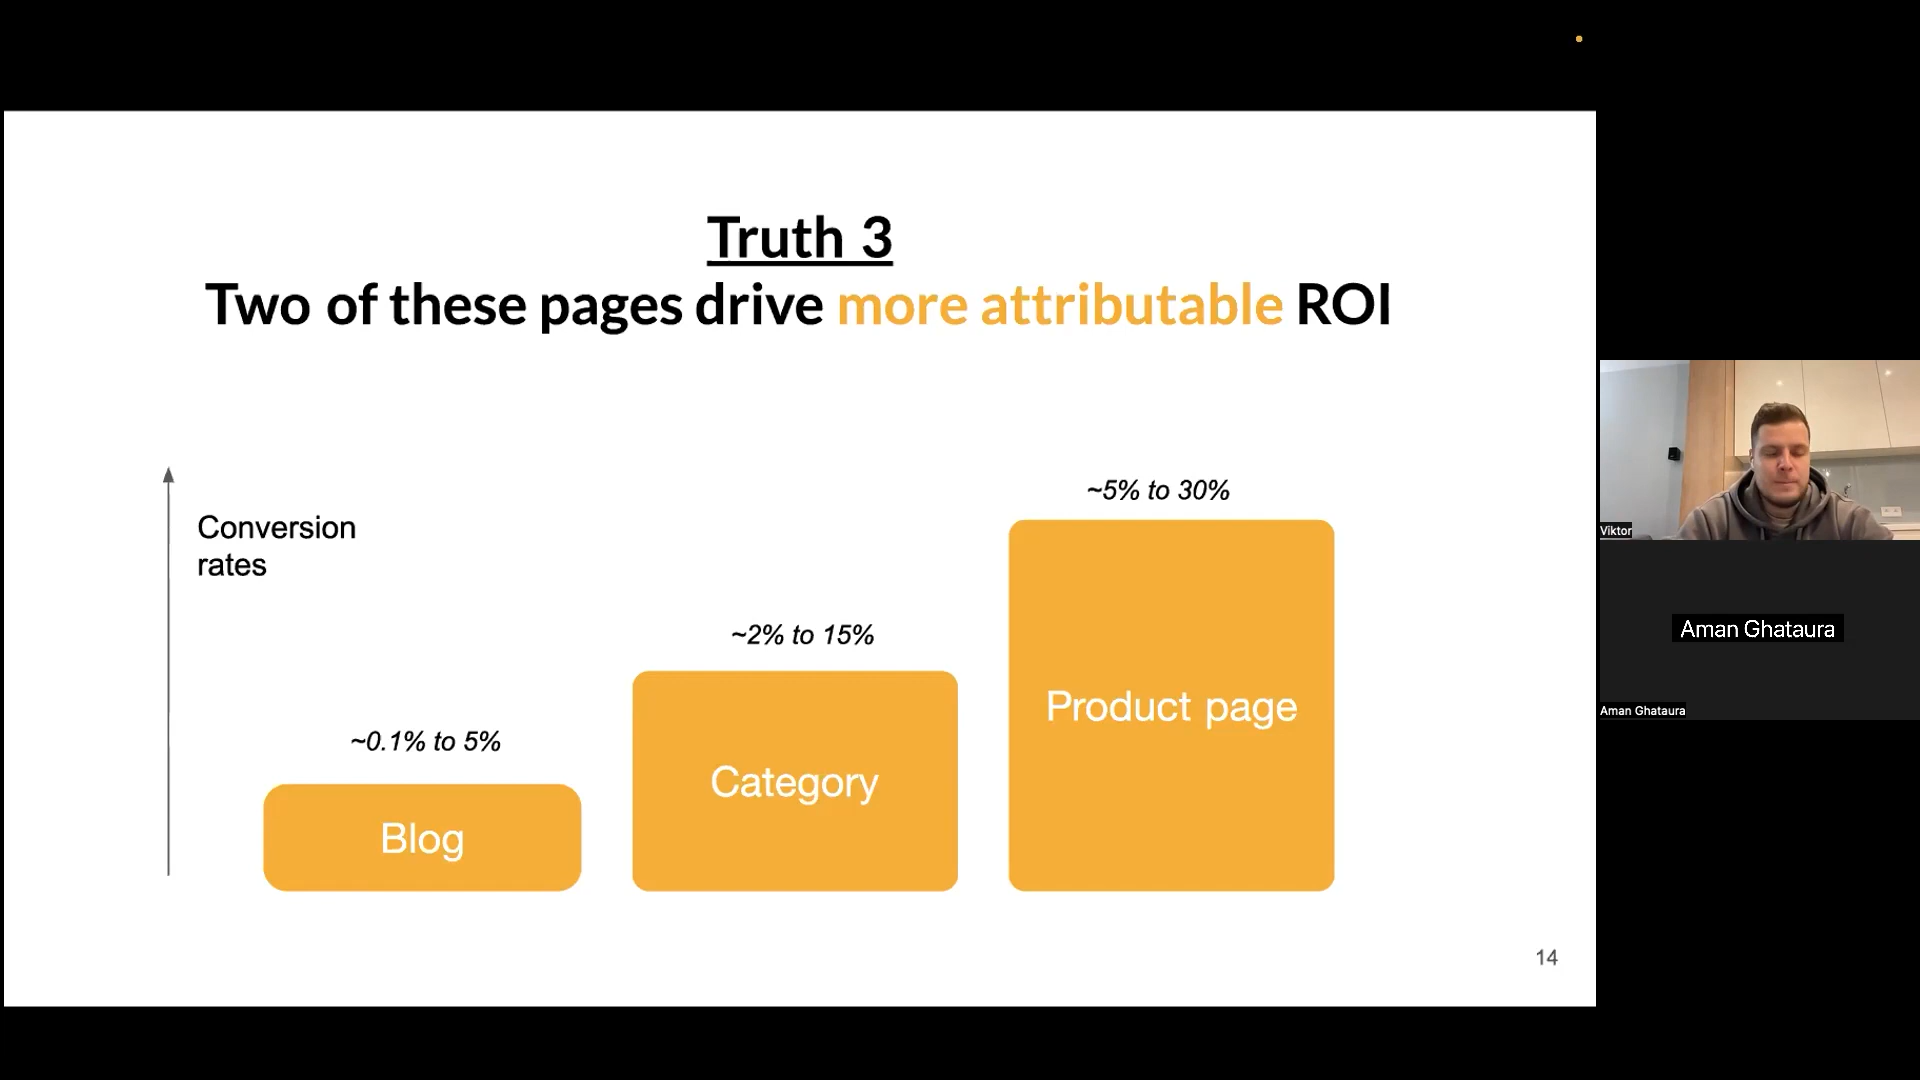 Truth 3
Two of these pages drive more attributable ROI
Conversion
rates
~0.1% to 5%
Blog
~2% to 15%
Category
~5% to 30%
Product page
14
Viktor
Aman Ghataura
Aman Ghataura